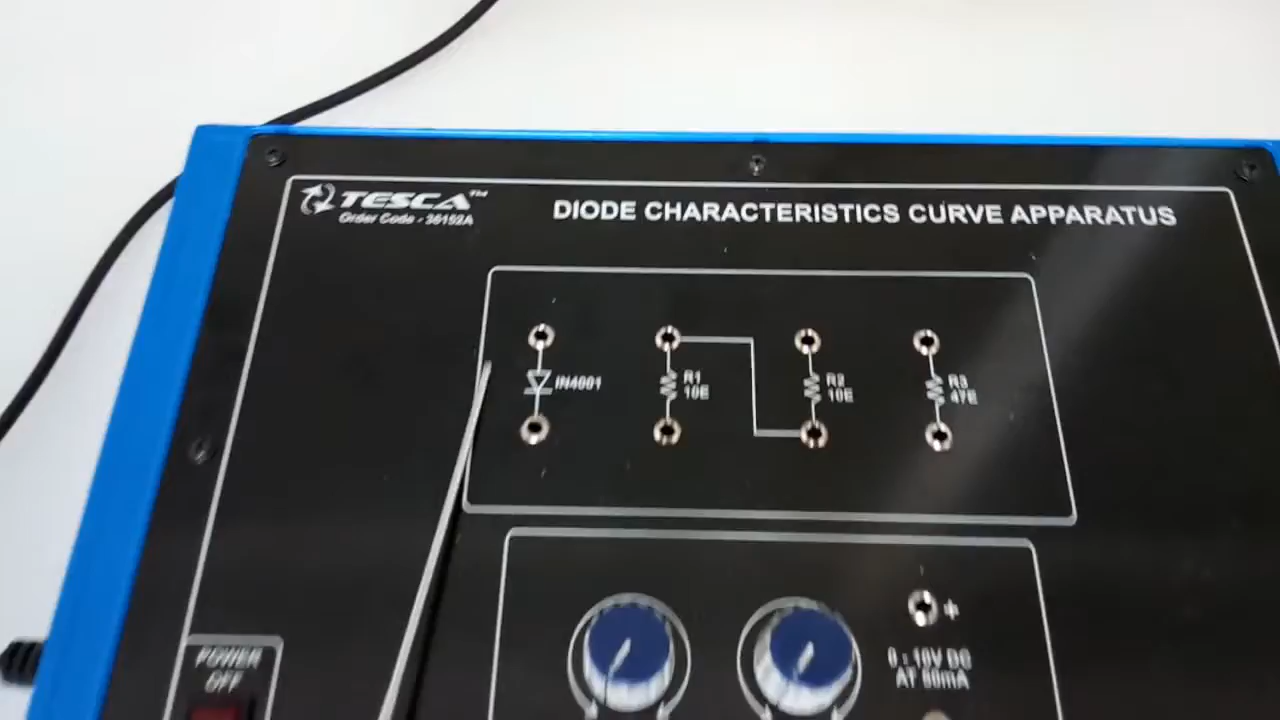 TESCA™
Order Code - 36152A
DIODE CHARACTERISTICS CURVE APPARATUS
IN4001
R1
10E
R2
10E
R3
47E
+
0 : 10V DC
AT 50mA
POWER
OFF